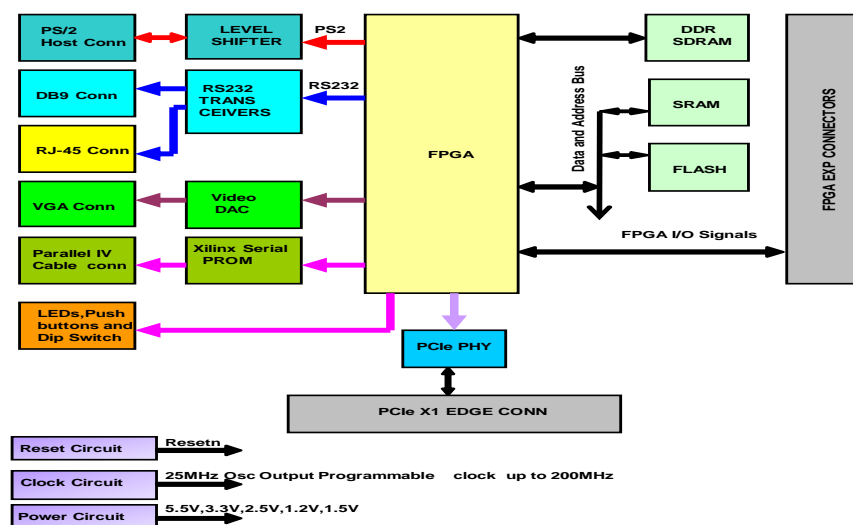 PS/2
Host Conn
LEVEL
SHIFTER
PS2
DDR
SDRAM
DB9 Conn
RS232
TRANS
CEIVERS
RS232
SRAM
RJ-45 Conn
FPGA
Data and Address Bus
FLASH
FPGA EXP CONNECTORS
VGA Conn
Video
DAC
FPGA I/O Signals
Parallel IV
Cable conn
Xilinx Serial
PROM
LEDs,Push
buttons and
Dip Switch
PCIe PHY
PCIe X1 EDGE CONN
Reset Circuit
Resetn
Clock Circuit
25MHz Osc Output Programmable clock up to 200MHz
Power Circuit
5.5V,3.3V,2.5V,1.2V,1.5V